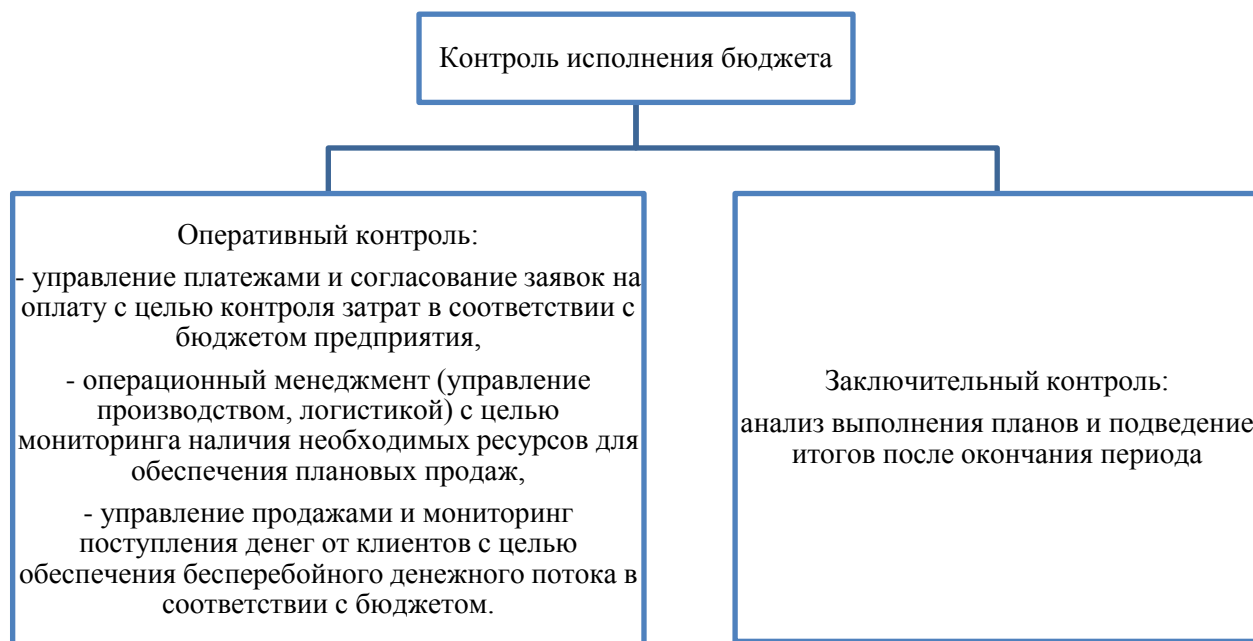 Контроль исполнения бюджета
Оперативный контроль:
- управление платежами и согласование заявок на
оплату с целью контроля затрат в соответствии с
бюджетом предприятия,
- операционный менеджмент (управление
производством, логистикой) с целью
мониторинга наличия необходимых ресурсов для
обеспечения плановых продаж,
- управление продажами и мониторинг
поступления денег от клиентов с целью
обеспечения бесперебойного денежного потока в
соответствии с бюджетом.
Заключительный контроль:
анализ выполнения планов и подведение
итогов после окончания периода